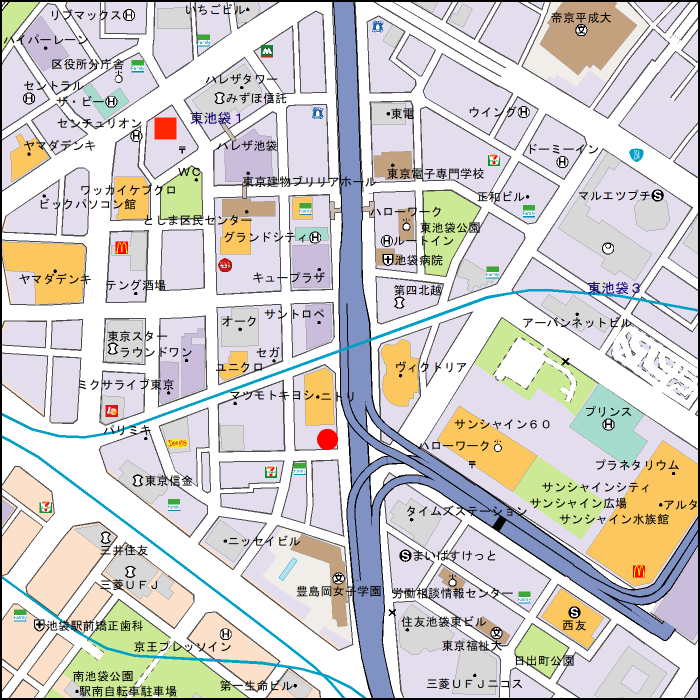 リブマックス
いちごビル
帝京平成大
ハイパーレーン
区役所分庁舎
ハレザタワー
みずほ信託
セントラル
ザ・ビー
センチュリオン
東池袋1
東電
ウイング
ヤマダデンキ
ハレザ池袋
WC
東京建物ブリリアホール
東京電子専門学校
ドーミーイン
ワッカイケブクロ
ビックパソコン館
としま区民センター
ハローワーク
正和ビル
マルエツプチ
グランドシティ
ルートイン
東池袋公園
池袋病院
ヤマダデンキ
テング酒場
キュープラザ
第四北越
東池袋3
オーク
サントロペ
アーバンネットビル
東京スター
ラウンドワン
ユニクロ
セガ
ヴィクトリア
ミクサライブ東京
マツモトキヨシ
ニトリ
プリンス
パリミキ
サンシャイン60
ハローワーク
プラネタリウム
東京信金
サンシャインシティ
サンシャイン広場
アルタ
サンシャイン水族館
タイムズステーション
ニッセイビル
三井住友
三菱UFJ
まいばすけっと
豊島岡女子学園
労働相談情報センター
池袋駅前矯正歯科
住友池袋東ビル
西友
京王プレッソイン
東京福祉大
日出町公園
南池袋公園
駅南自転車駐車場
第一生命ビル
三菱UFJニコス